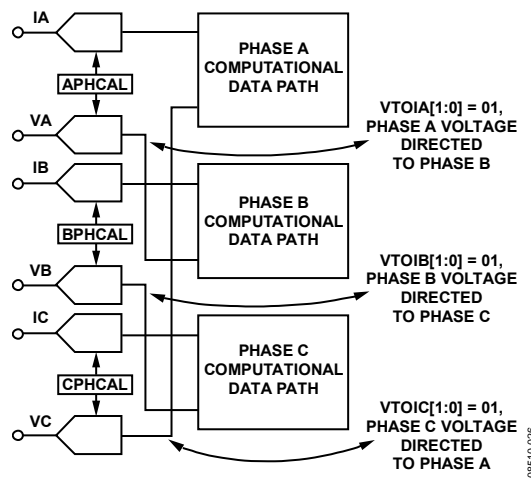 IA
APHCAL
VA
PHASE A
COMPUTATIONAL
DATA PATH
VTOIA[1:0] = 01,
PHASE A VOLTAGE
DIRECTED
TO PHASE B
IB
BPHCAL
VB
PHASE B
COMPUTATIONAL
DATA PATH
VTOIB[1:0] = 01,
PHASE B VOLTAGE
DIRECTED
TO PHASE C
IC
CPHCAL
VC
PHASE C
COMPUTATIONAL
DATA PATH
VTOIC[1:0] = 01,
PHASE C VOLTAGE
DIRECTED
TO PHASE A
08510-026